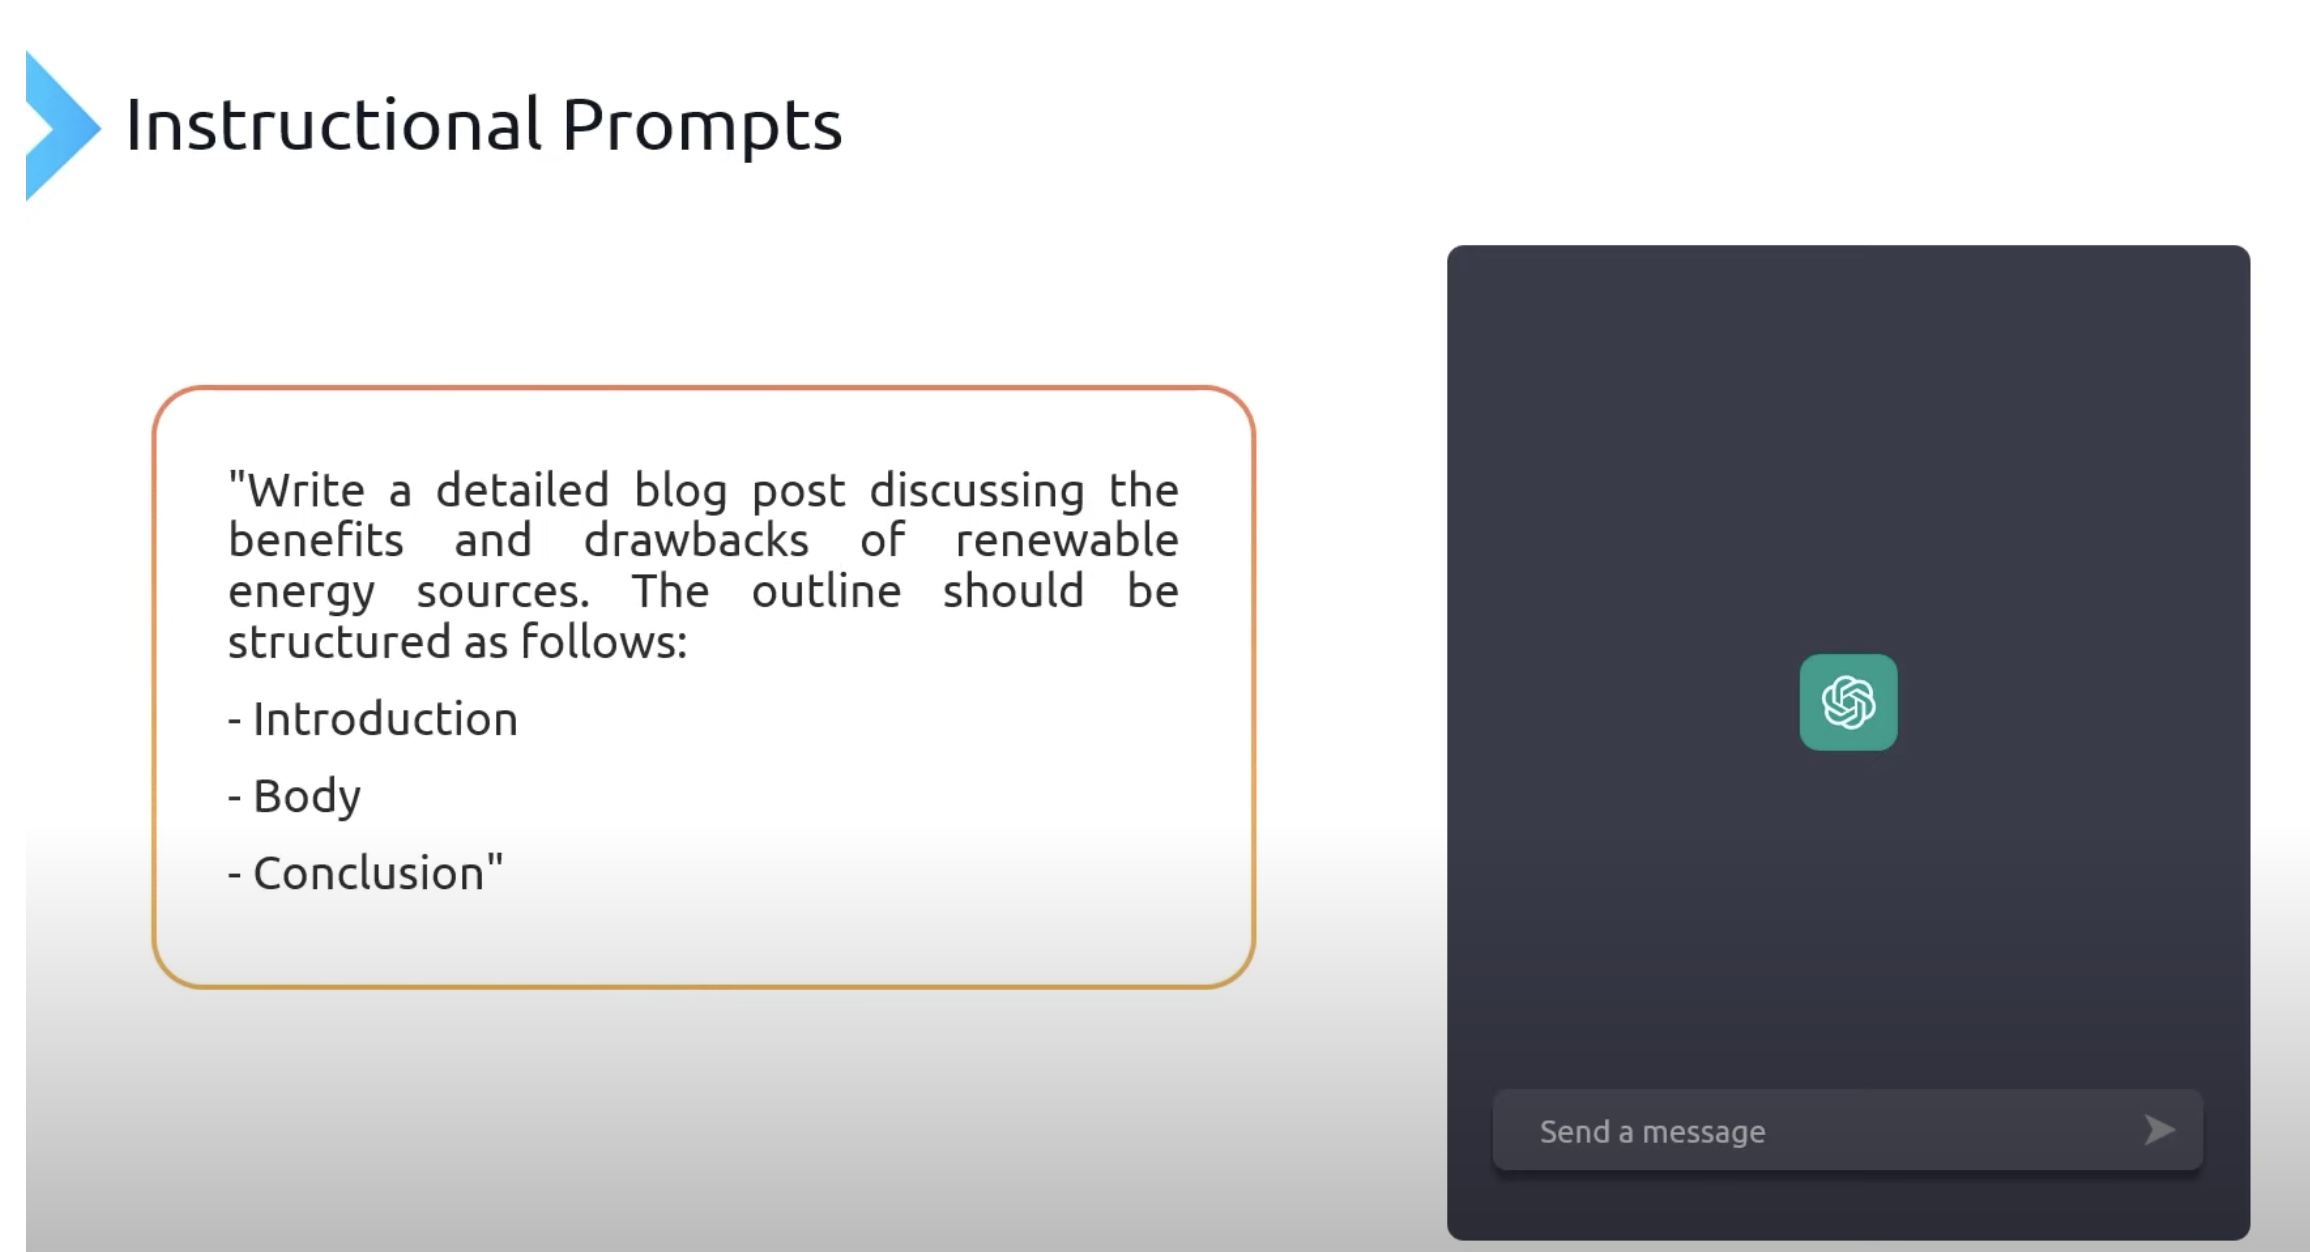 Instructional Prompts
"Write a detailed blog post discussing the
benefits and drawbacks of renewable
energy sources. The outline should be
structured as follows:
- Introduction
- Body
- Conclusion"
Send a message